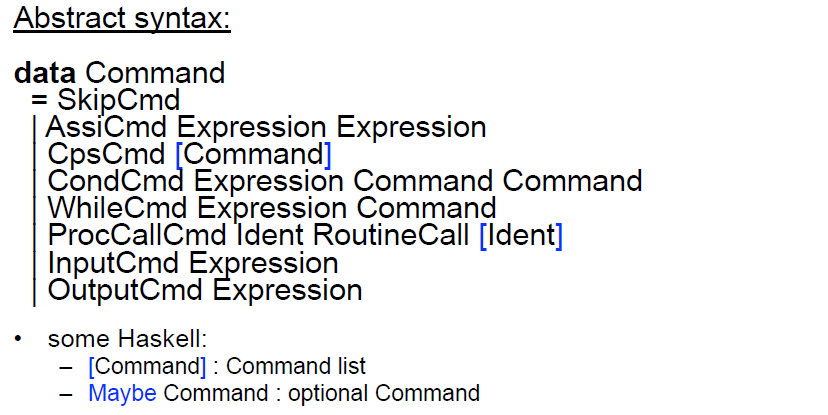 Abstract syntax:
data Command
= SkipCmd
| AssiCmd Expression Expression
| CpsCmd [Command]
| CondCmd Expression Command Command
| WhileCmd Expression Command
| ProcCallCmd Ident RoutineCall [Ident]
| InputCmd Expression
| OutputCmd Expression
• some Haskell:
– [Command] : Command list
– Maybe Command : optional Command